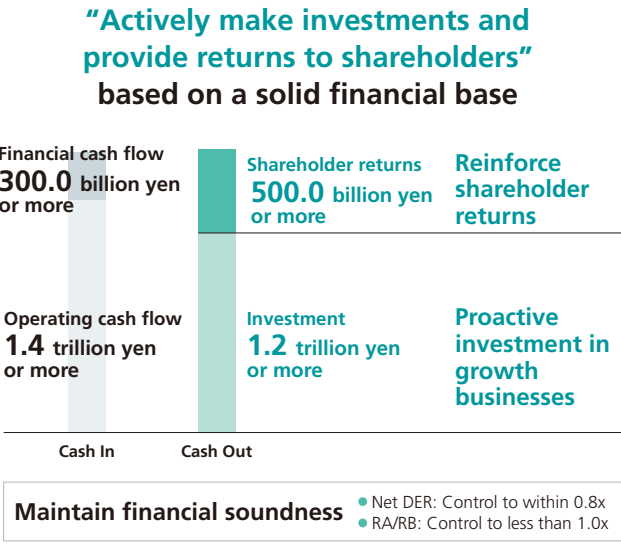 “Actively make investments and
provide returns to shareholders”
based on a solid financial base
Financial cash flow
300.0 billion yen
or more
Shareholder returns
500.0 billion yen
or more
Reinforce
shareholder
returns
Operating cash flow
1.4 trillion yen
or more
Investment
1.2 trillion yen
or more
Proactive
investment in
growth
businesses
Cash In
Cash Out
Maintain financial soundness
● Net DER: Control to within 0.8x
● RA/RB: Control to less than 1.0x